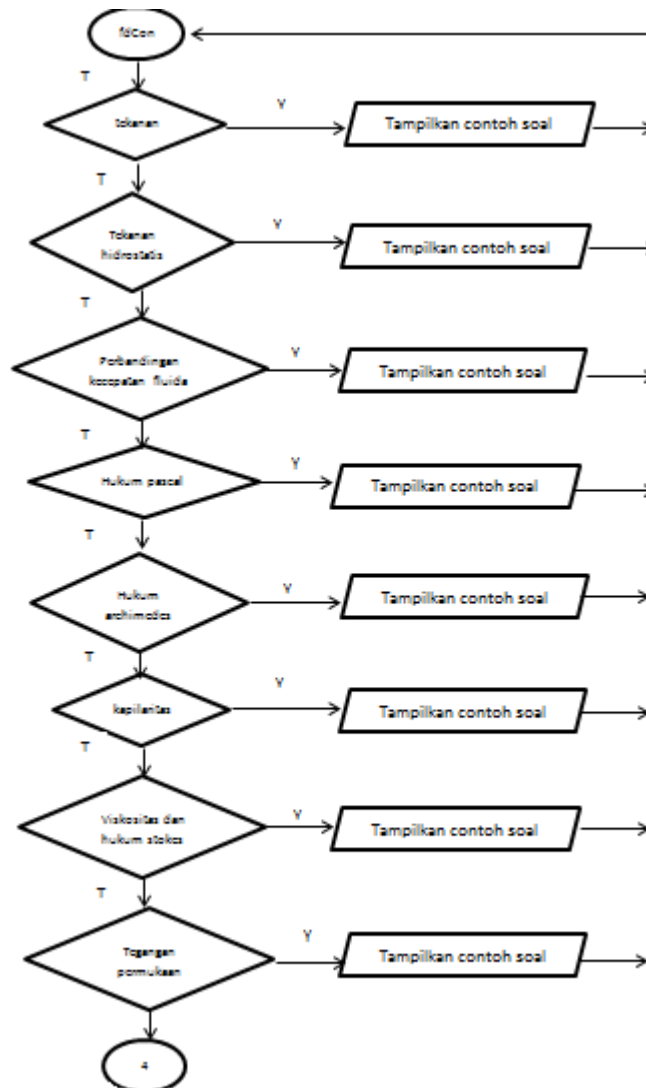 fdCon
T
tekanan
Y
Tampilkan contoh soal
T
Tekanan
hidrostatis
Y
Tampilkan contoh soal
T
Perbandingan
kecepatan fluida
Y
Tampilkan contoh soal
T
Hukum pascal
Y
Tampilkan contoh soal
T
Hukum
archimedes
Y
Tampilkan contoh soal
T
kapilaritas
Y
Tampilkan contoh soal
T
Viskositas dan
hukum stokes
Y
Tampilkan contoh soal
T
Tegangan
permukaan
Y
Tampilkan contoh soal
4